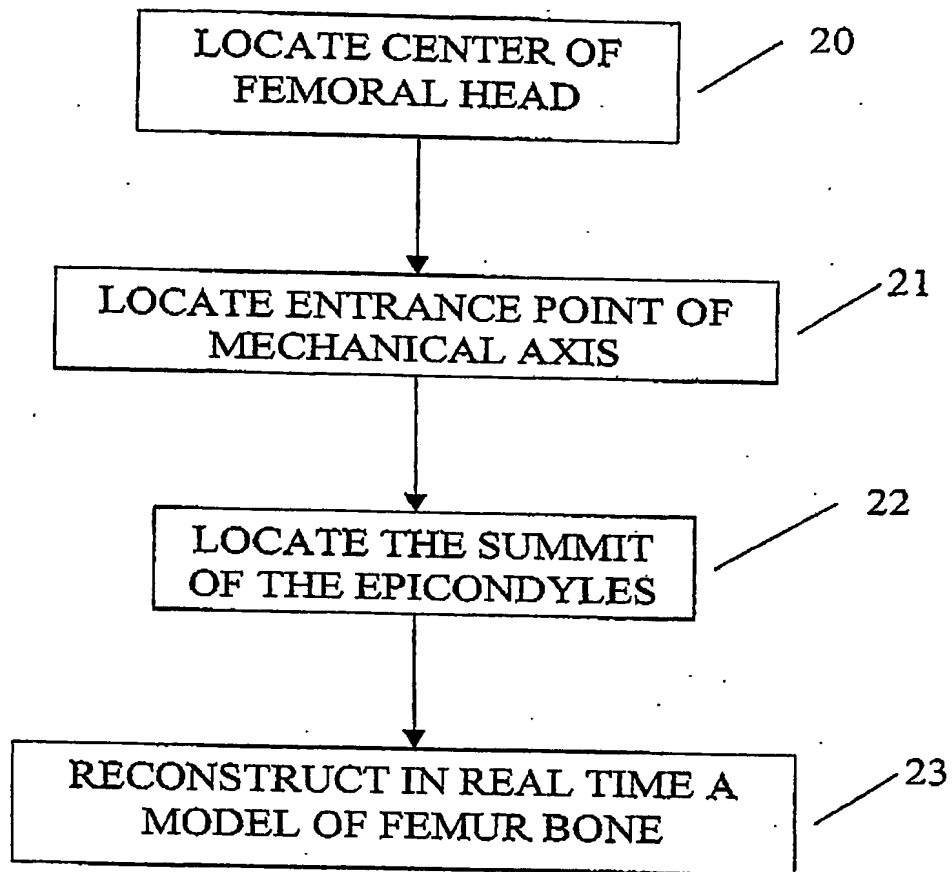 LOCATE CENTER OF
FEMORAL HEAD
20
LOCATE ENTRANCE POINT OF
MECHANICAL AXIS
21
LOCATE THE SUMMIT
OF THE EPICONDYLES
22
RECONSTRUCT IN REAL TIME A
MODEL OF FEMUR BONE
23